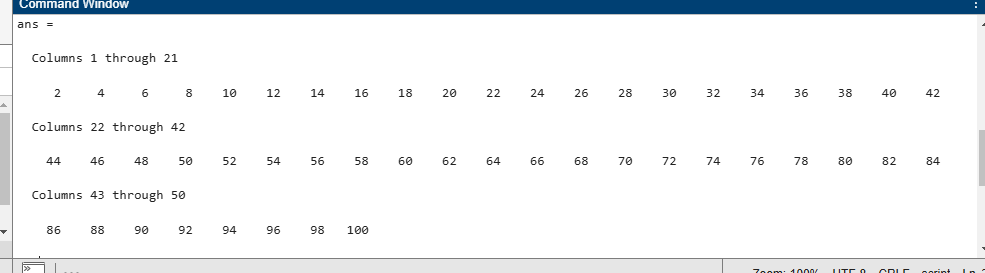 Command Window
ans =
Columns 1 through 21
2 4 6 8 10 12 14 16 18 20 22 24 26 28 30 32 34 36 38 40 42
Columns 22 through 42
44 46 48 50 52 54 56 58 60 62 64 66 68 70 72 74 76 78 80 82 84
Columns 43 through 50
86 88 90 92 94 96 98 100
Zoom: 100% UTF-8 CRLF script